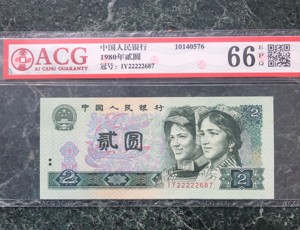 ACG
AI CANG GUARANTY
中国人民银行 10140576
1980年贰圆
冠号: IY22222687
66 EPQ
中国人民银行
贰圆
2
2
IY22222687